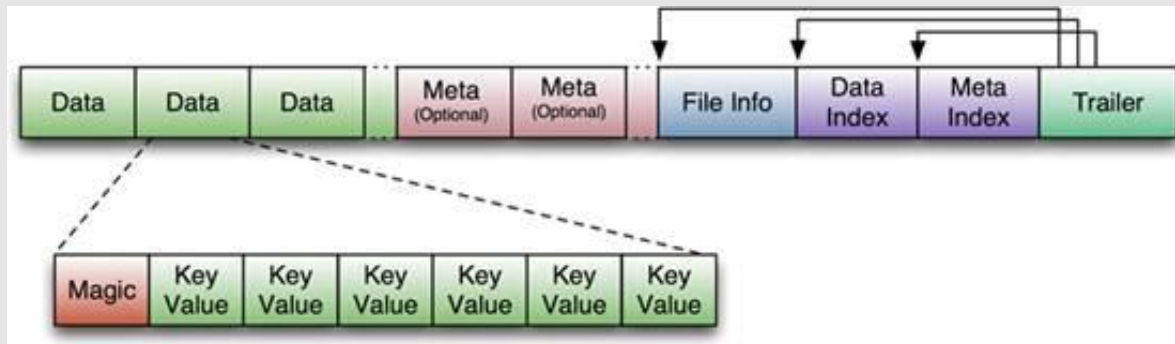 Data Data Data Meta (Optional) Meta (Optional) File Info Data Index Meta Index Trailer
Magic Key Value Key Value Key Value Key Value Key Value Key Value